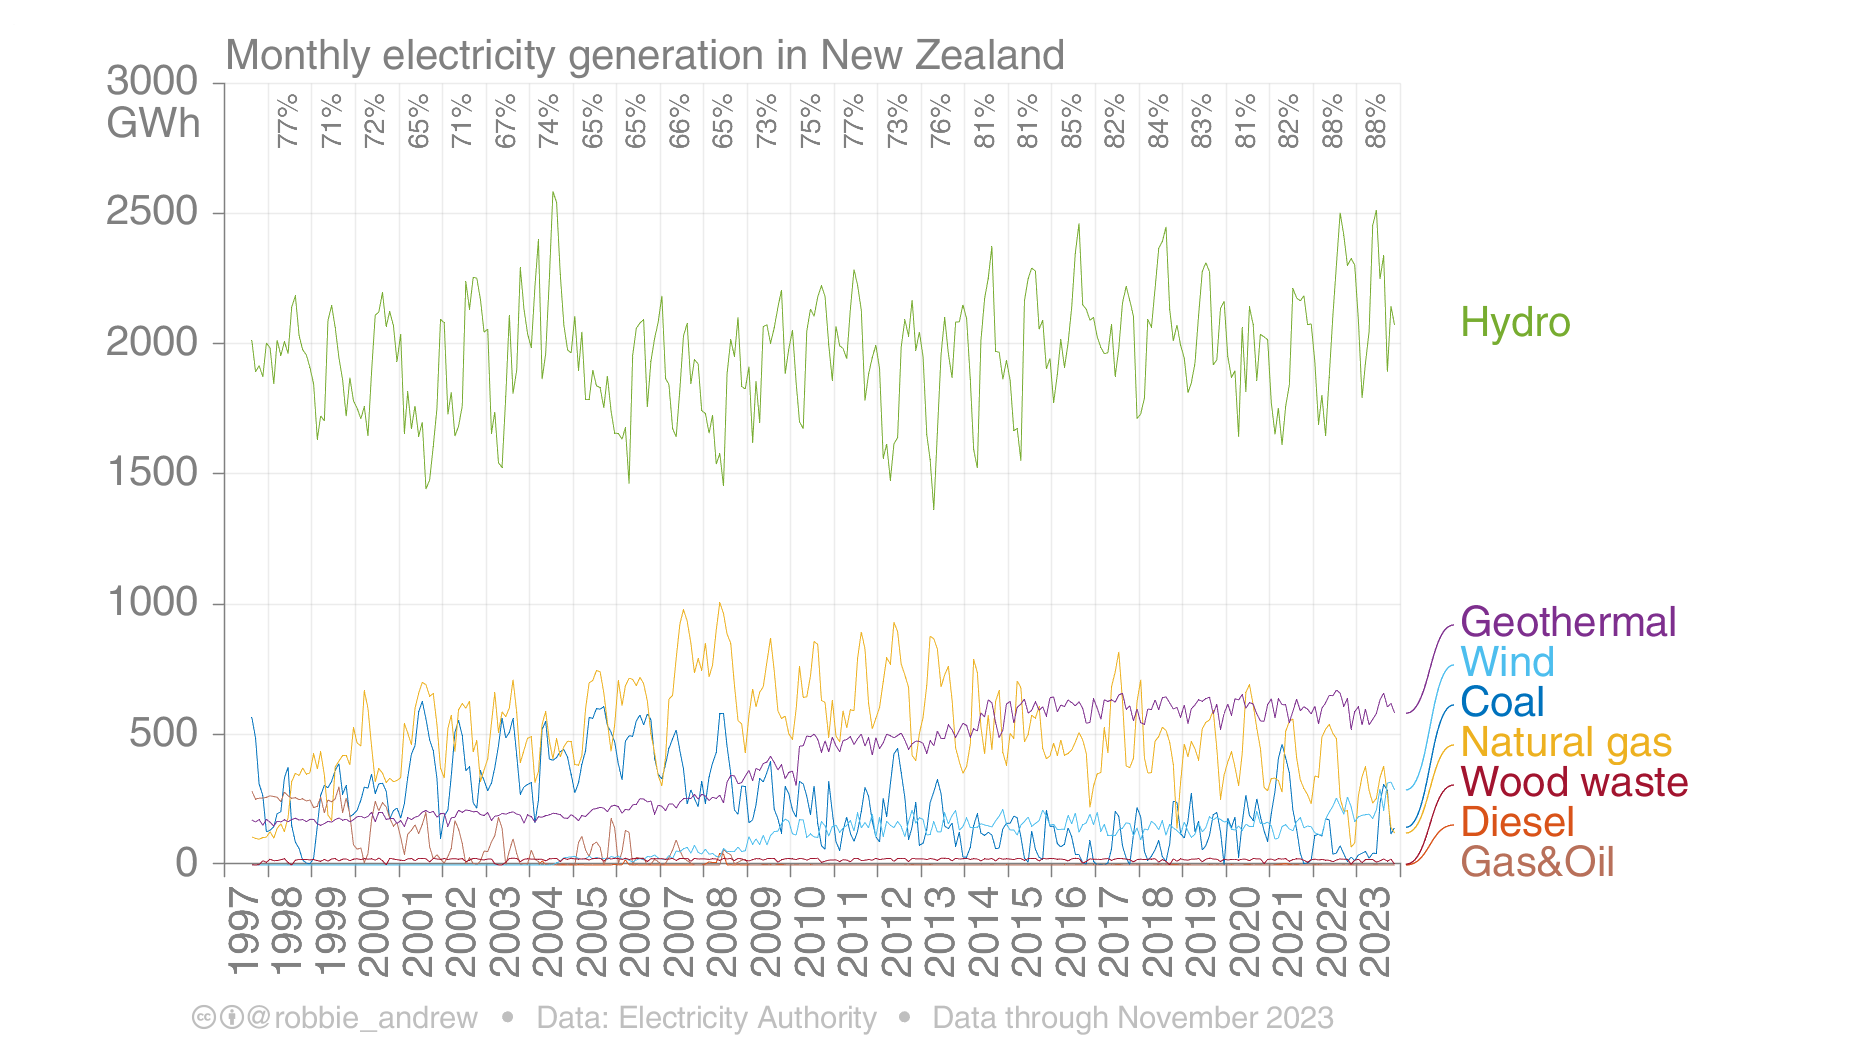 Monthly electricity generation in New Zealand
3000
GWh
77% 71% 72% 65% 71% 67% 74% 65% 65% 66% 65% 73% 75% 77% 73% 76% 81% 81% 85% 82% 84% 83% 81% 82% 88% 88%
2500
2000
Hydro
1500
1000
Geothermal
Wind
Coal
500
Natural gas
Wood waste
Diesel
0
Gas&Oil
1997 1998 1999 2000 2001 2002 2003 2004 2005 2006 2007 2008 2009 2010 2011 2012 2013 2014 2015 2016 2017 2018 2019 2020 2021 2022 2023
cc @robbie_andrew • Data: Electricity Authority • Data through November 2023